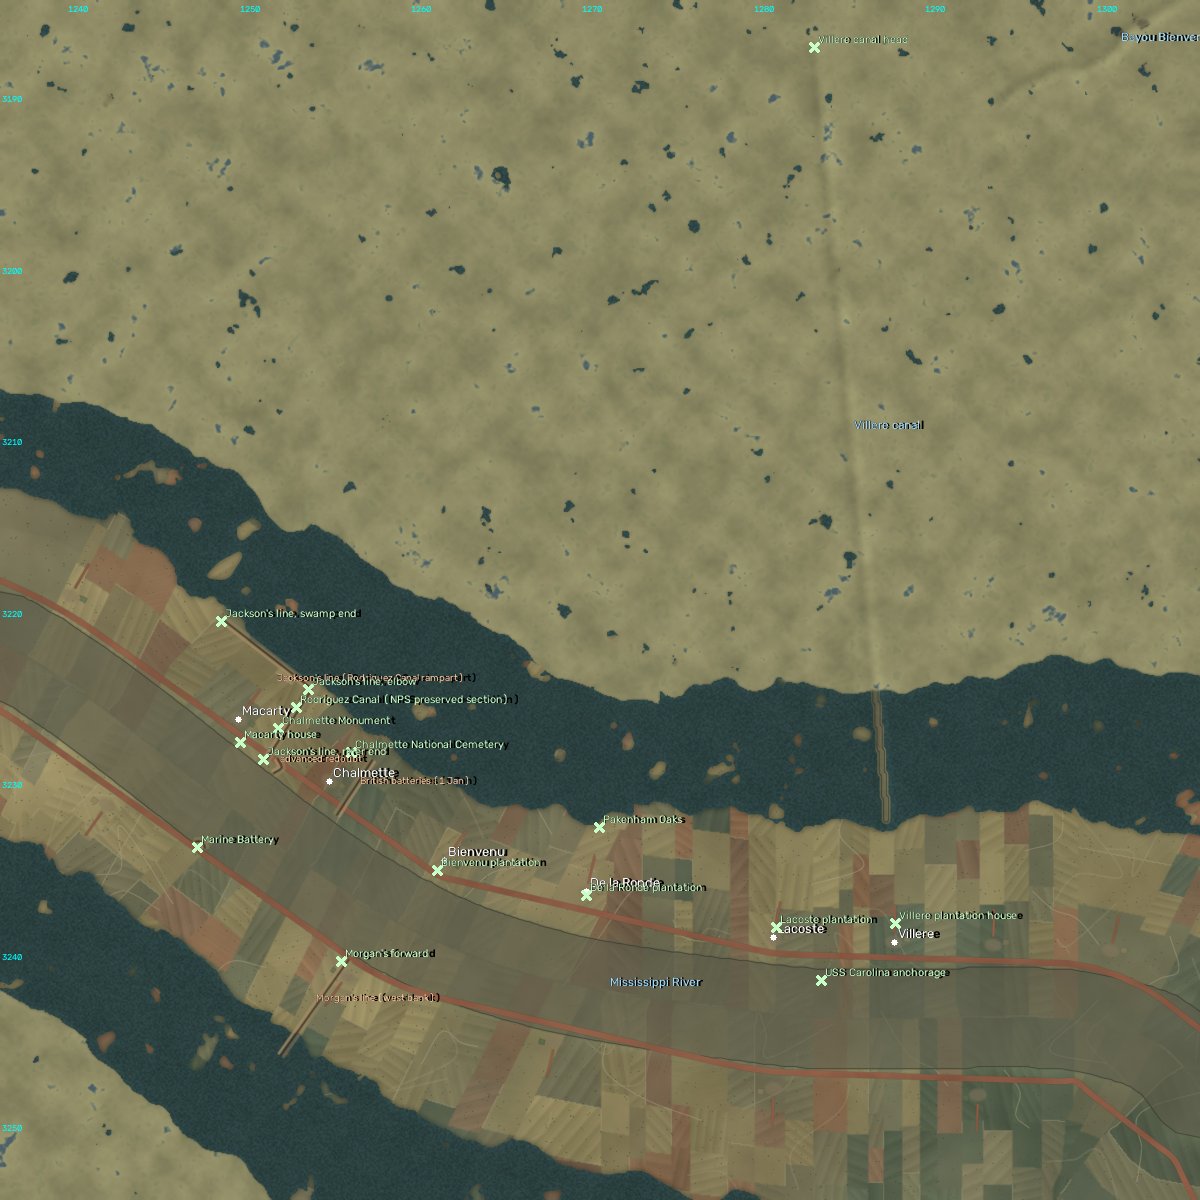 1240 1250 1260 1270 1280 1290 1300
Villere canal head
Bayou Bienven
3190
3200
Villere canal
3210
Jackson's line, swamp end
3220
Jackson's line (Rodriguez Canal rampart)
Jackson's line, elbow
Rodriguez Canal (NPS preserved section)
Macarty
Chalmette Monument
Macarty house
Chalmette National Cemetery
Jackson's line, river end
advanced redoubt
Chalmette
British batteries (1 Jan)
3230
Pakenham Oaks
Marine Battery
Bienvenu
Bienvenu plantation
De la Ronde
De la Ronde plantation
Lacoste plantation
Villere plantation house
Lacoste
Villere
3240
Morgan's forward
USS Carolina anchorage
Mississippi River
Morgan's line (west bank)
3250